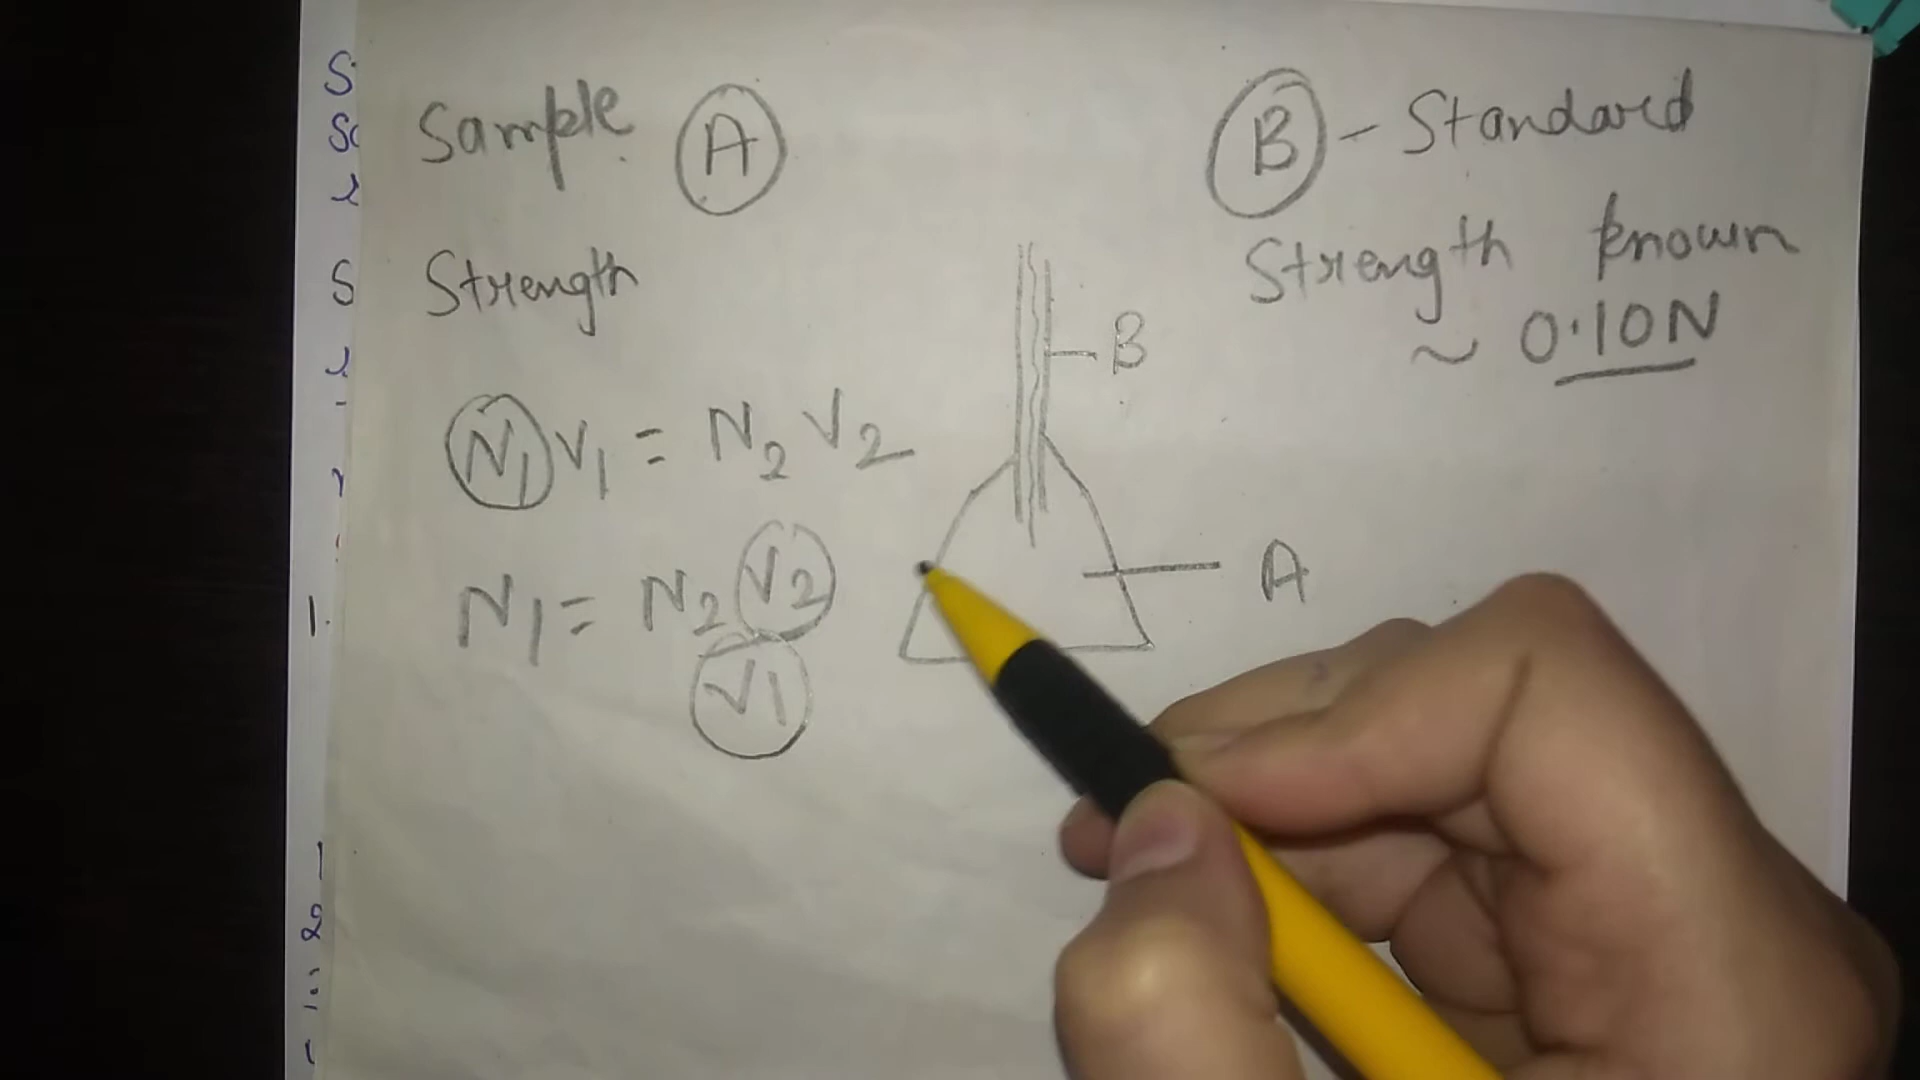 Sample A
Strength
N1V1 = N2V2
N1 = N2V2
V1
B - Standard
Strength known
~ 0.10N
B
A